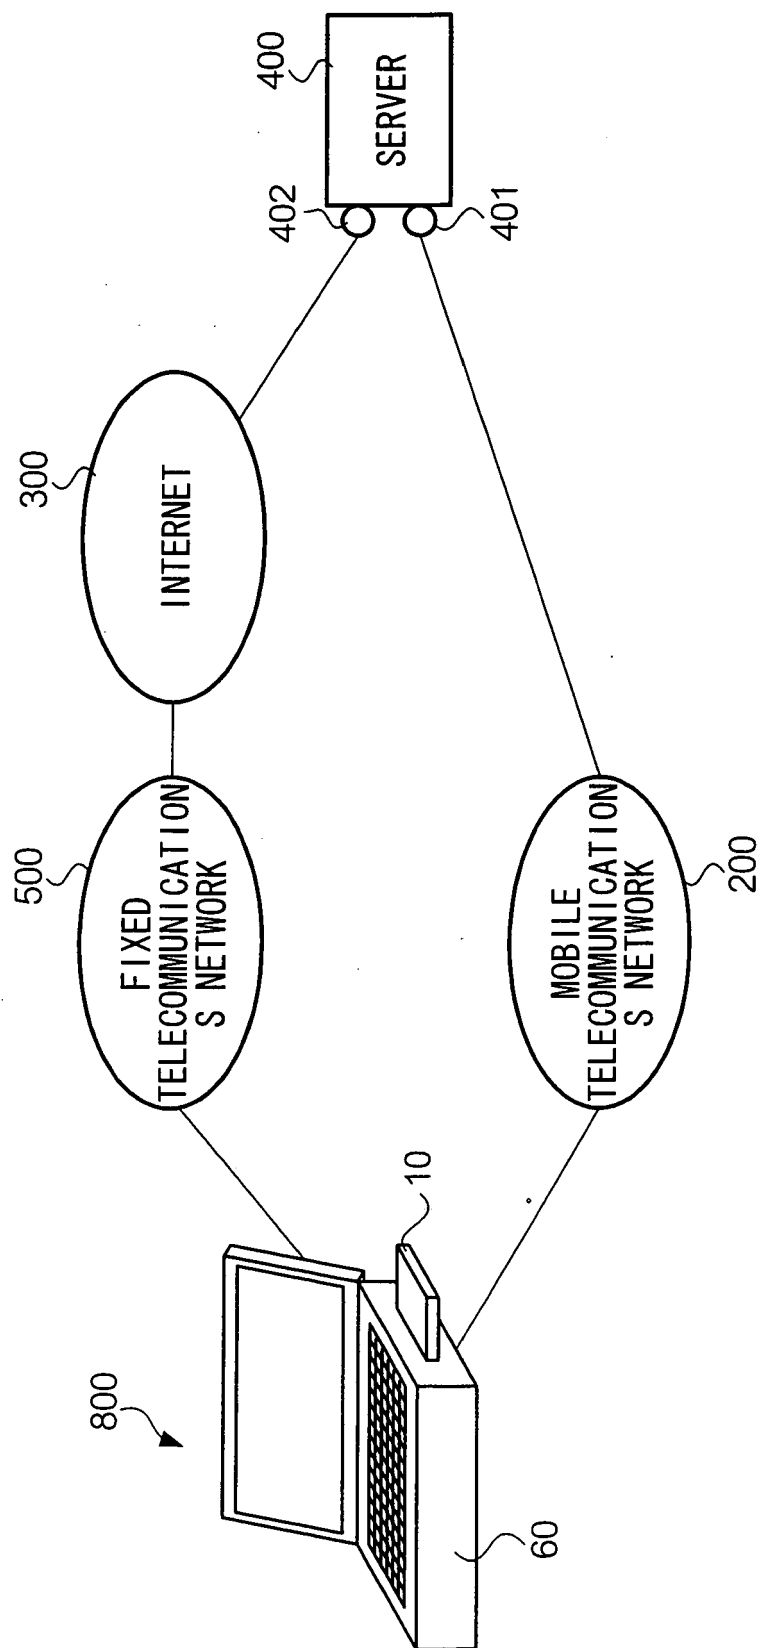 800
60
10
500
FIXED
TELECOMMUNICATION
S NETWORK
300
INTERNET
MOBILE
TELECOMMUNICATION
S NETWORK
200
400
SERVER
402
401